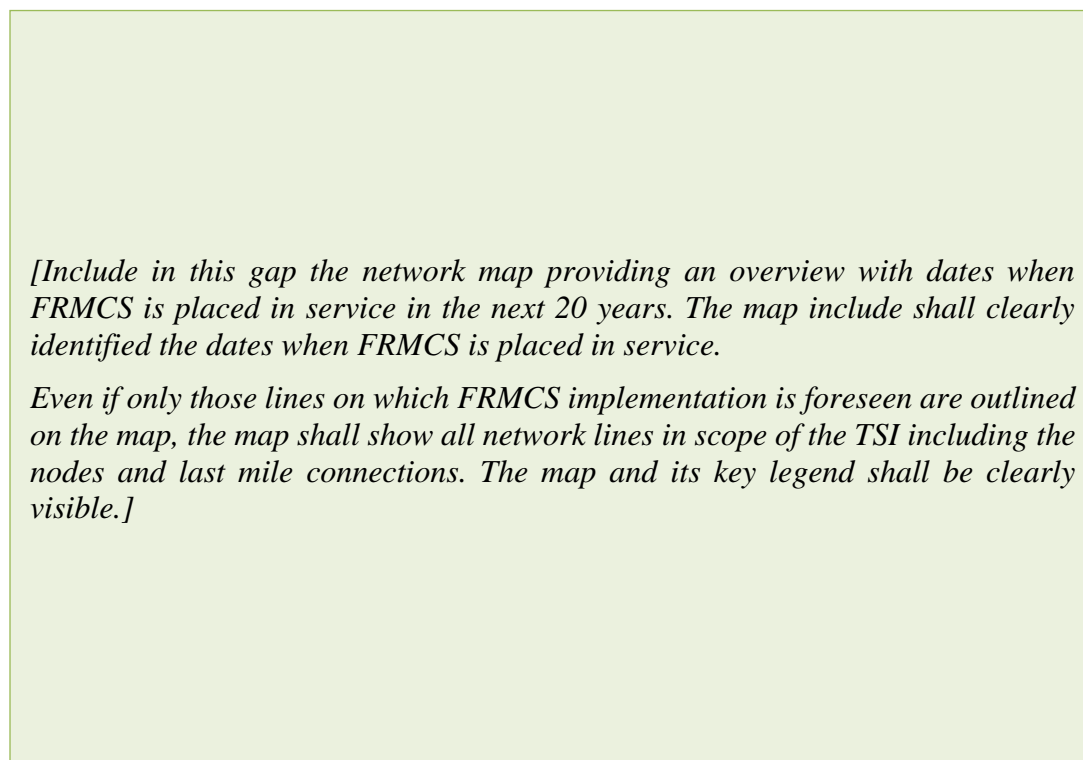 [Include in this gap the network map providing an overview with dates when
FRMCS is placed in service in the next 20 years. The map include shall clearly
identified the dates when FRMCS is placed in service.
Even if only those lines on which FRMCS implementation is foreseen are outlined
on the map, the map shall show all network lines in scope of the TSI including the
nodes and last mile connections. The map and its key legend shall be clearly
visible.]